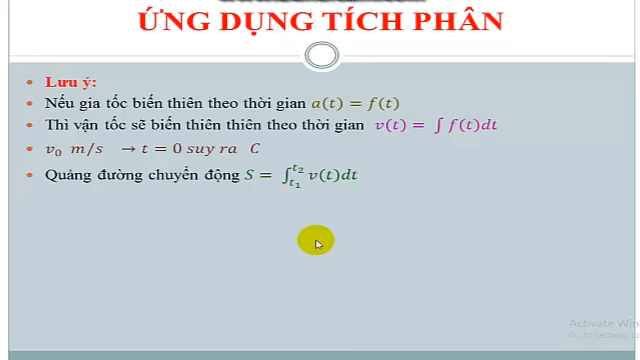 ỨNG DỤNG TÍCH PHÂN
• Lưu ý:
• Nếu gia tốc biến thiên theo thời gian a(t) = f(t)
• Thì vận tốc sẽ biến thiên thiên theo thời gian v(t) = ∫ f(t)dt
• v₀ m/s → t = 0 suy ra C
• Quảng đường chuyển động S = ∫_{t₁}^{t₂} v(t)dt
Activate Win